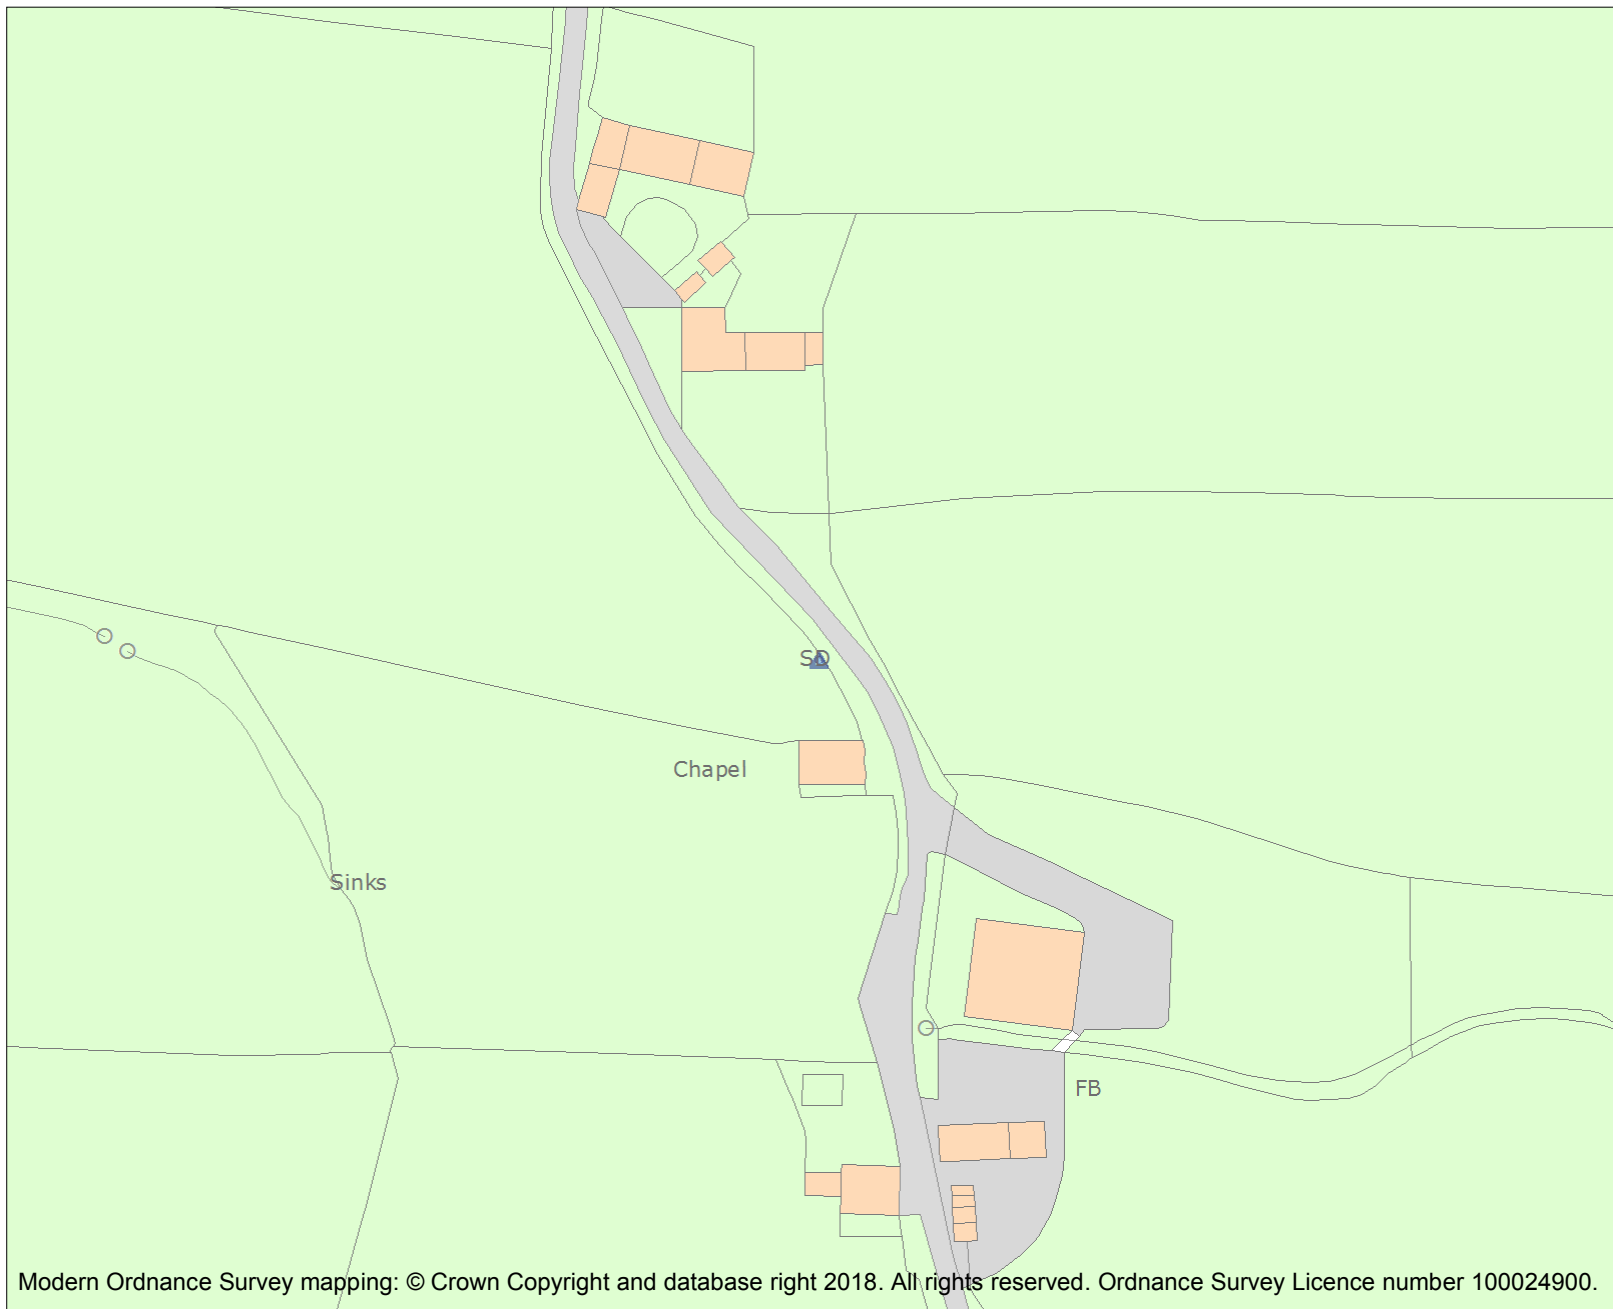 SD
Chapel
Sinks
FB
Modern Ordnance Survey mapping: © Crown Copyright and database right 2018. All rights reserved. Ordnance Survey Licence number 100024900.